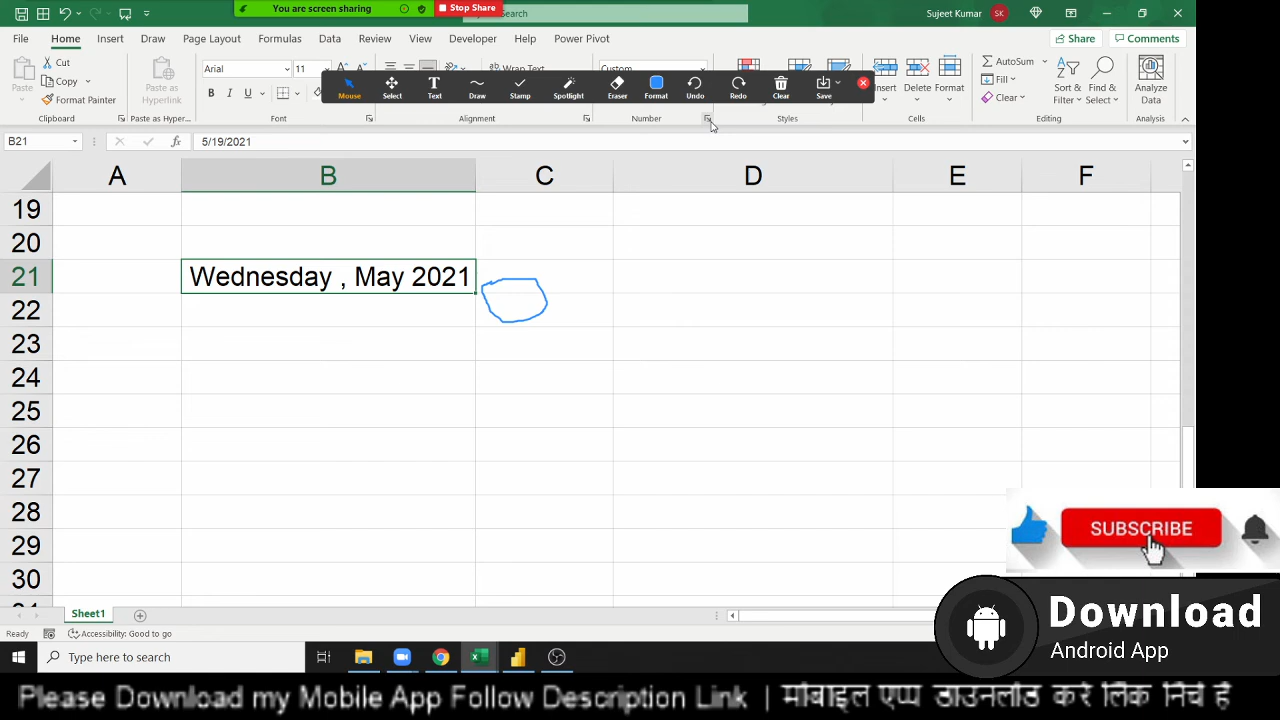 You are screen sharing
Stop Share
Search
Sujeet Kumar
SK
File Home Insert Draw Page Layout Formulas Data Review View Developer Help Power Pivot
Share
Comments
Cut
Copy
Format Painter
Paste
Paste as Hyperlink
Arial
11
B I U
Wrap Text
Custom
Mouse Select Text Draw Stamp Spotlight Eraser Format Undo Redo Clear Save
Insert Delete Format
AutoSum
Fill
Clear
Sort & Filter
Find & Select
Analyze Data
Clipboard
Paste as Hyper...
Font
Alignment
Number
Styles
Cells
Editing
Analysis
B21
fx
5/19/2021
A B C D E F
19
20
21 Wednesday , May 2021
22
23
24
25
26
27
28
29
30
SUBSCRIBE
Sheet1
Download
Android App
Ready
Accessibility: Good to go
Type here to search
Please Download my Mobile App Follow Description Link | मोबाइल एप्प डाउनलोड करे लिंक निचे है